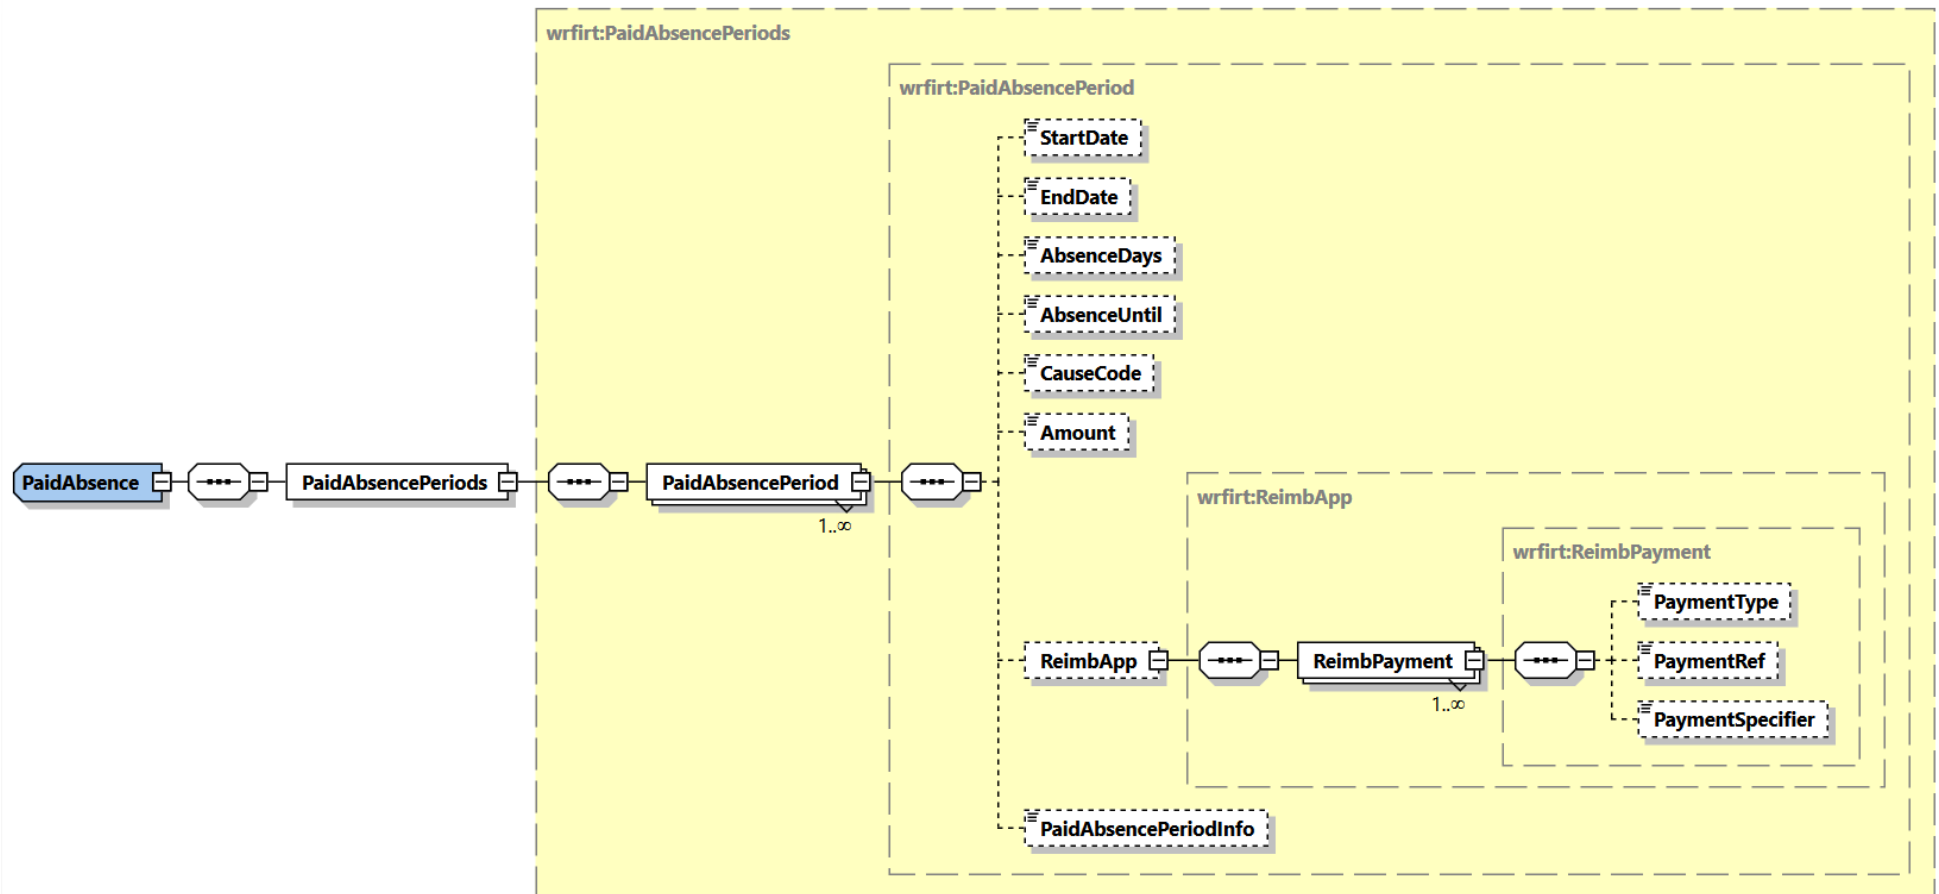 wrfirt:PaidAbsencePeriods
wrfirt:PaidAbsencePeriod
StartDate
EndDate
AbsenceDays
AbsenceUntil
CauseCode
Amount
PaidAbsence
PaidAbsencePeriods
PaidAbsencePeriod
1..∞
wrfirt:ReimbApp
wrfirt:ReimbPayment
PaymentType
ReimbApp
ReimbPayment
1..∞
PaymentRef
PaymentSpecifier
PaidAbsencePeriodInfo